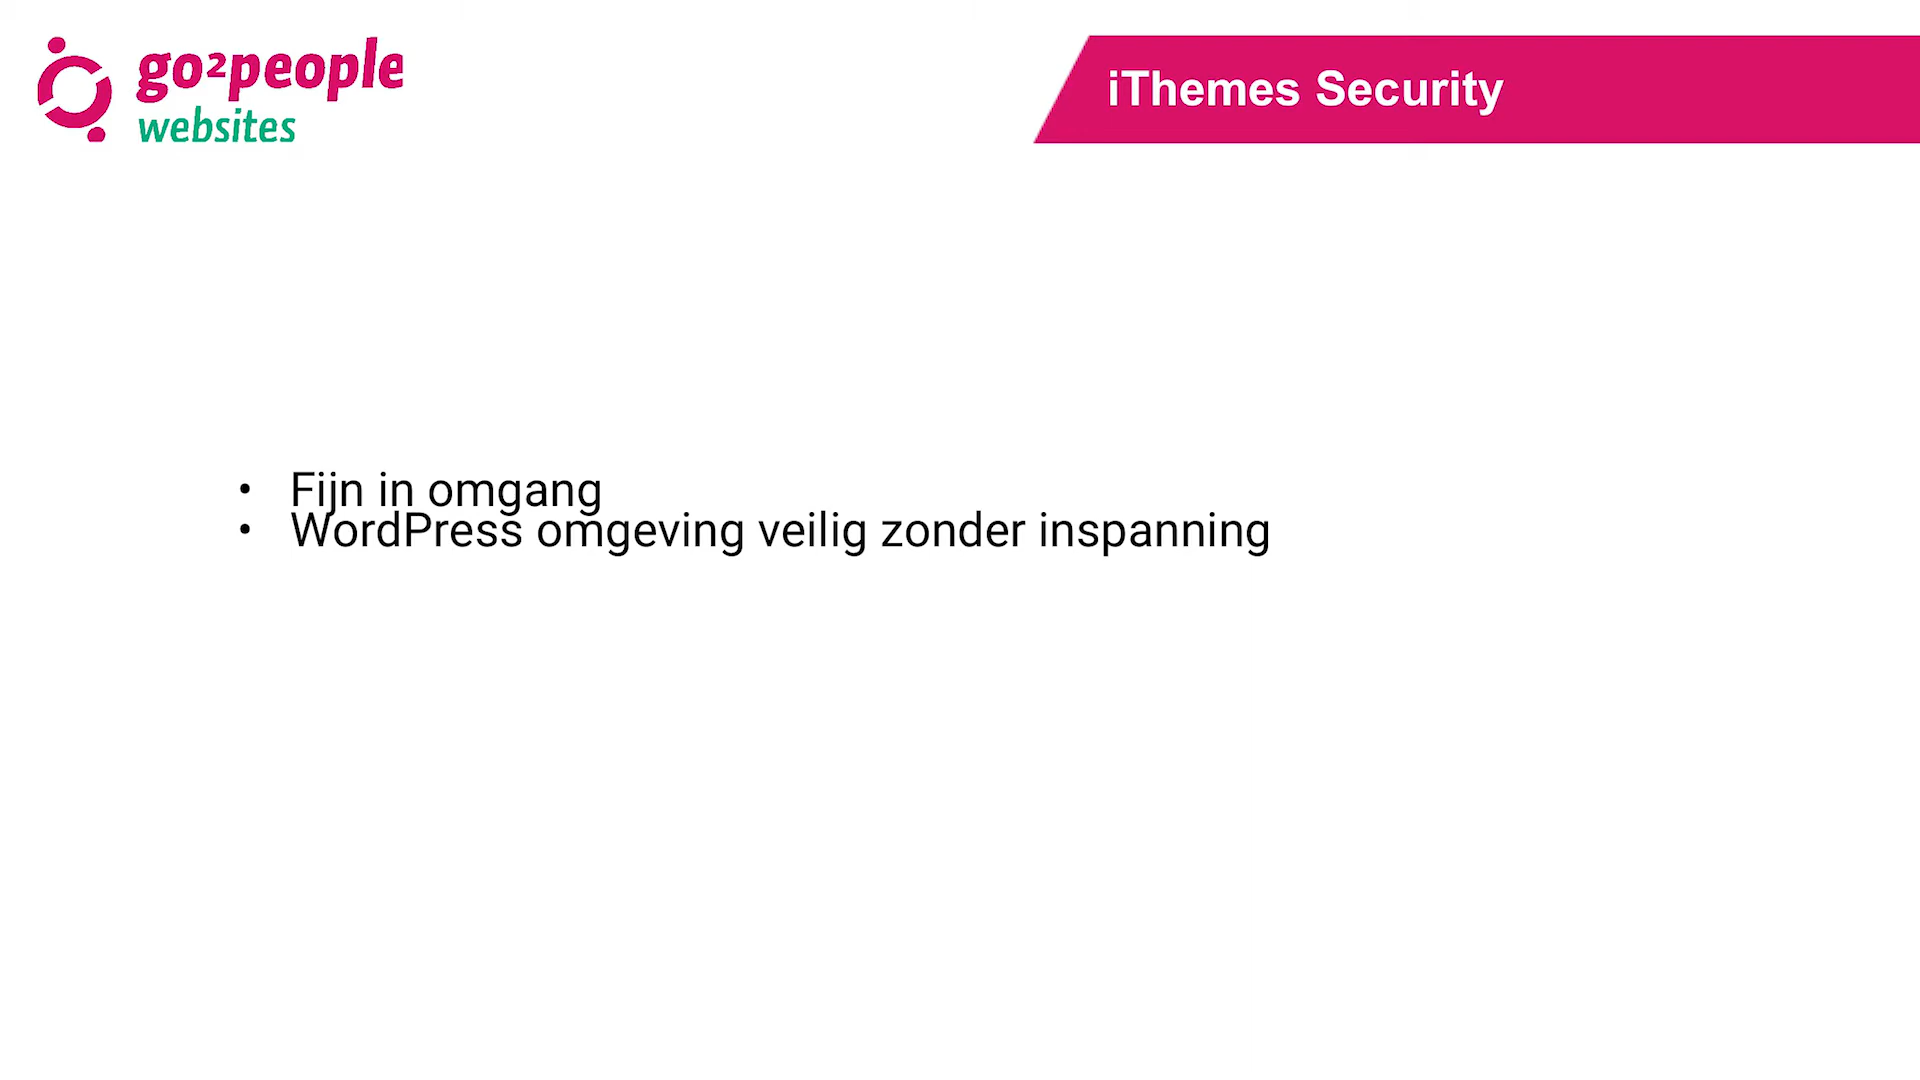 go2people
websites
iThemes Security
• Fijn in omgang
• WordPress omgeving veilig zonder inspanning